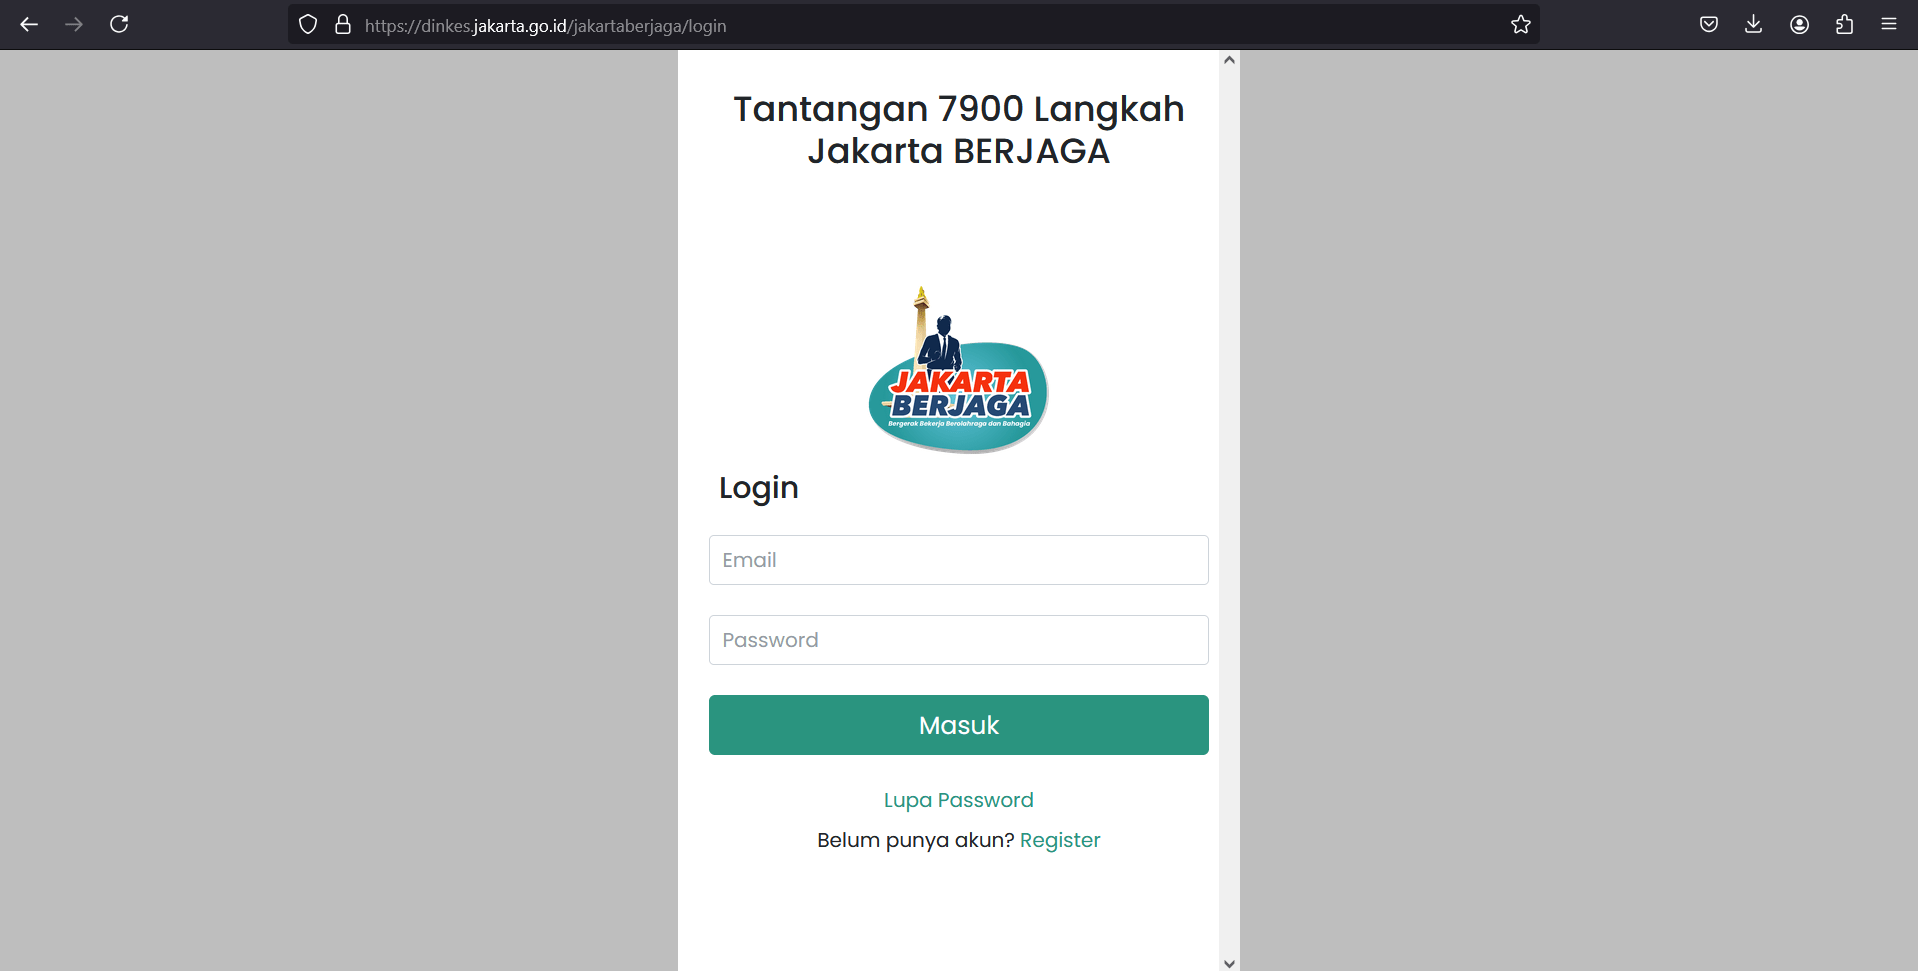 https://dinkes.jakarta.go.id/jakartaberjaga/login
Tantangan 7900 Langkah
Jakarta BERJAGA
JAKARTA
BERJAGA
Bergerak Bekerja Berolahraga dan Bahagia
Login
Email
Password
Masuk
Lupa Password
Belum punya akun? Register